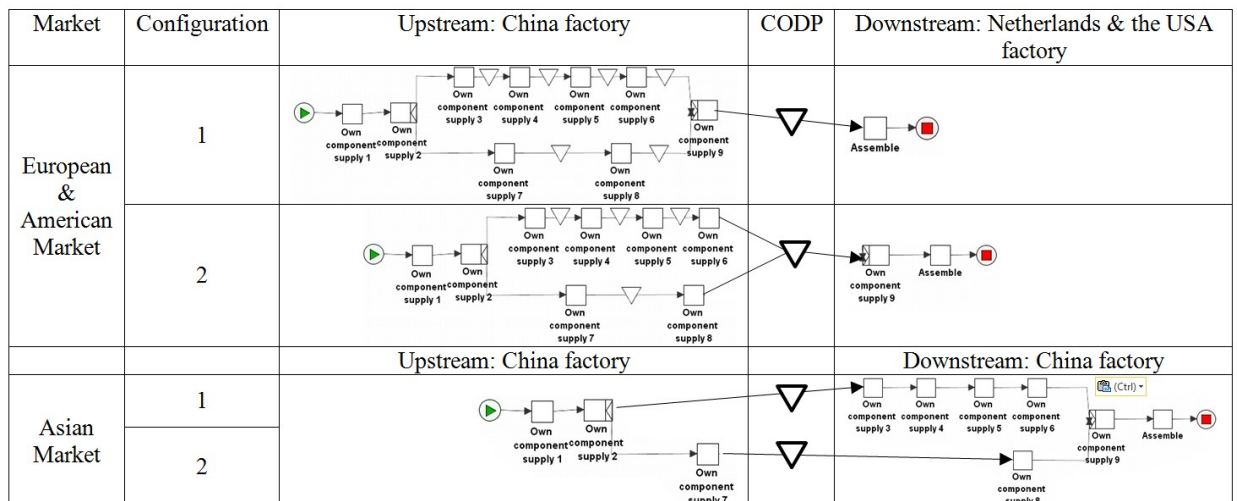 Market Configuration Upstream: China factory CODP Downstream: Netherlands & the USA
factory
European
&
American
Market
1
Own
component
supply 3
Own
component
supply 4
Own
component
supply 5
Own
component
supply 6
Own
component
supply 1
Own
component
supply 2
Own
component
supply 9
Own
component
supply 7
Own
component
supply 8
Assemble
2
Own
component
supply 3
Own
component
supply 4
Own
component
supply 5
Own
component
supply 6
Own
component
supply 1
Own
component
supply 2
Own
component
supply 7
Own
component
supply 8
Own
component
supply 9
Assemble
Upstream: China factory Downstream: China factory
Asian
Market
1
2
Own
component
supply 1
Own
component
supply 2
Own
component
supply 7
Own
component
supply 3
Own
component
supply 4
Own
component
supply 5
Own
component
supply 6
(Ctrl)
Own
component
supply 9
Assemble
Own
component
supply 8